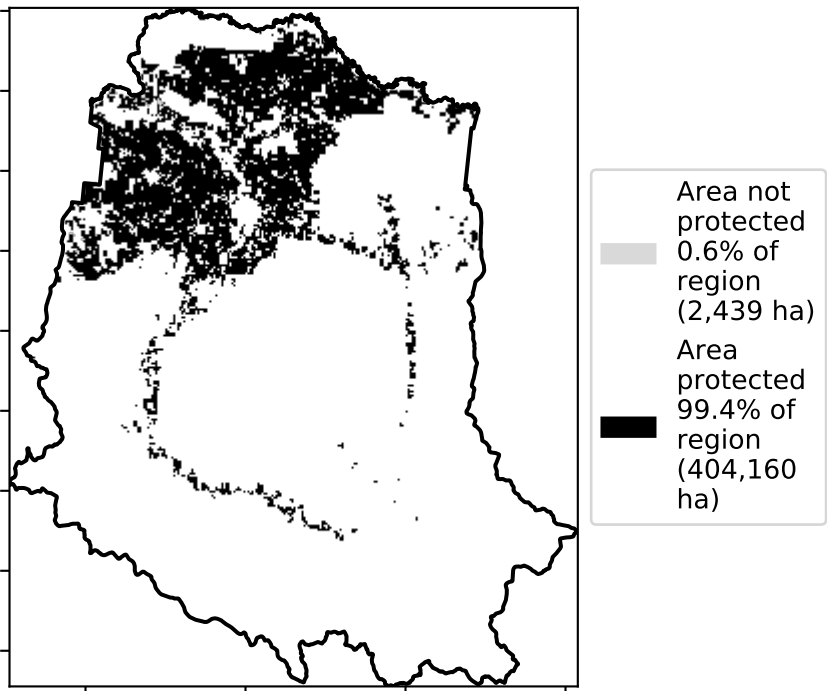 Area not
protected
0.6% of
region
(2,439 ha)
Area
protected
99.4% of
region
(404,160
ha)